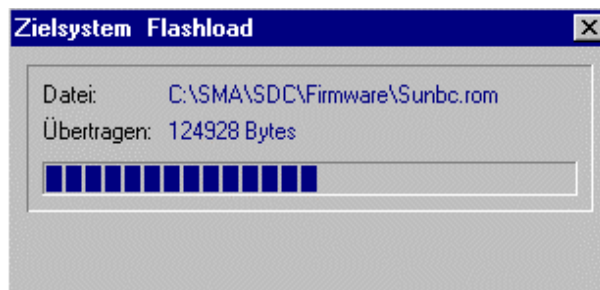 Zielsystem Flashload
Datei: C:\SMA\SDC\Firmware\Sunbc.rom
Übertragen: 124928 Bytes